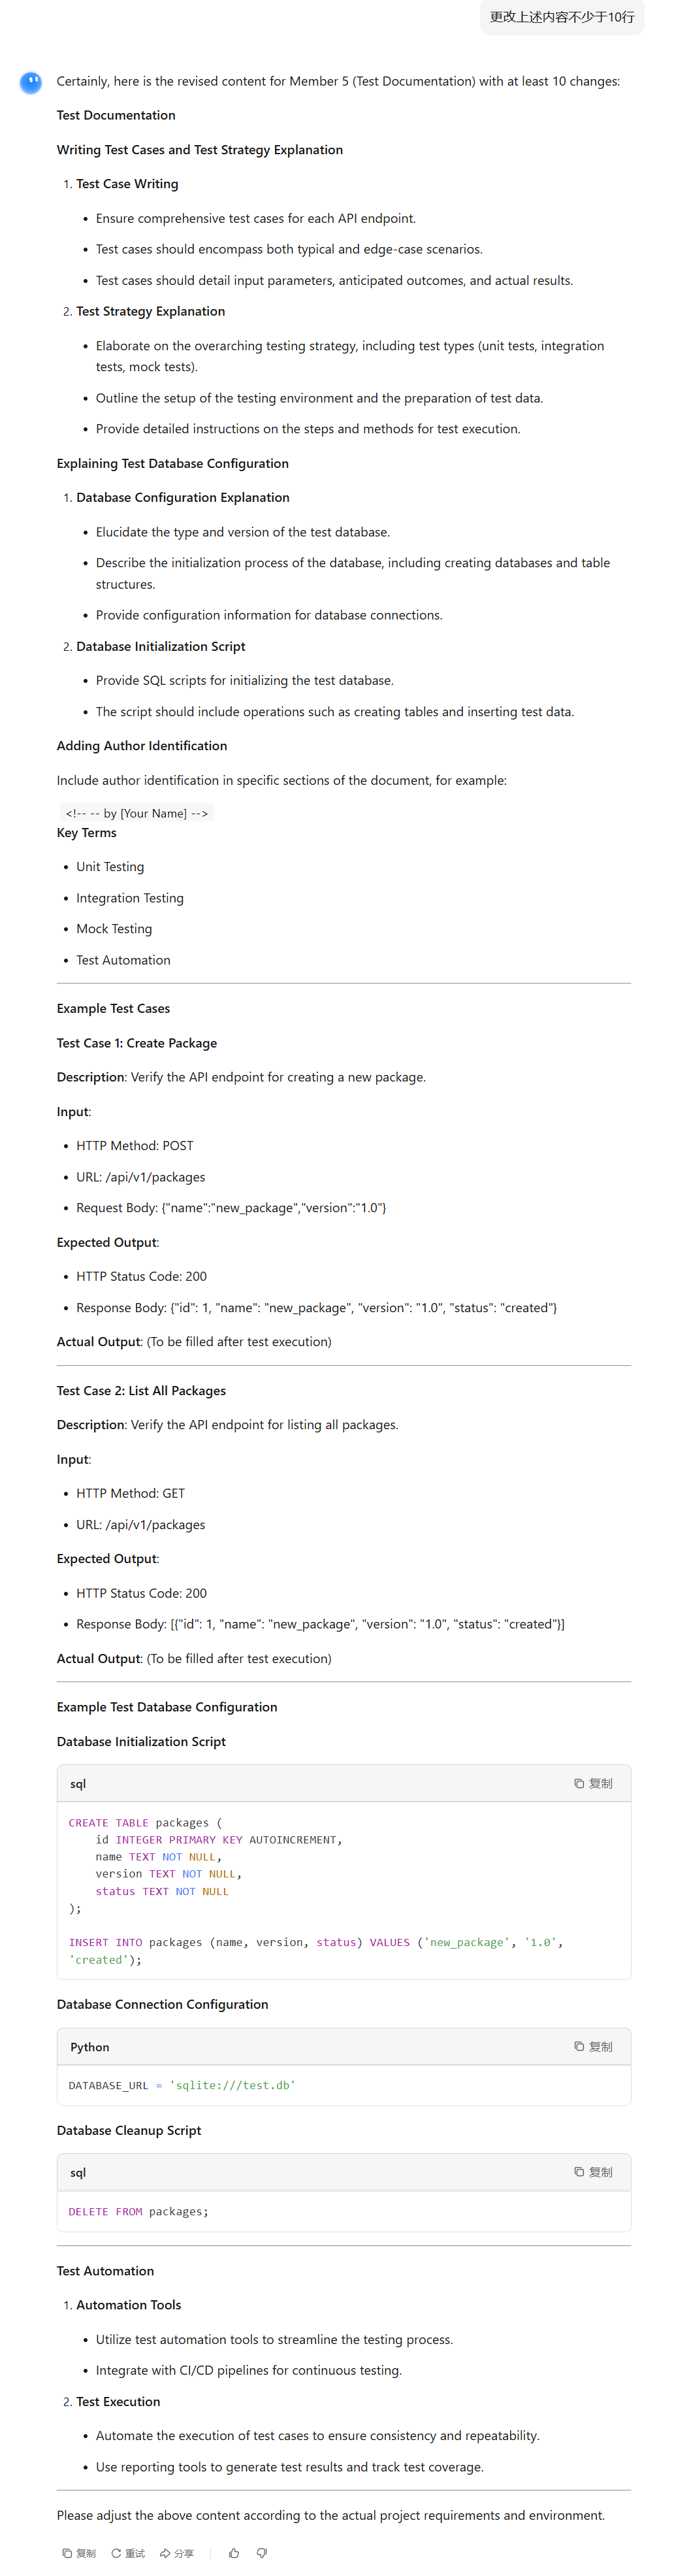 更改上述内容不少于10行
Certainly, here is the revised content for Member 5 (Test Documentation) with at least 10 changes:
Test Documentation
Writing Test Cases and Test Strategy Explanation
1. Test Case Writing
• Ensure comprehensive test cases for each API endpoint.
• Test cases should encompass both typical and edge-case scenarios.
• Test cases should detail input parameters, anticipated outcomes, and actual results.
2. Test Strategy Explanation
• Elaborate on the overarching testing strategy, including test types (unit tests, integration
tests, mock tests).
• Outline the setup of the testing environment and the preparation of test data.
• Provide detailed instructions on the steps and methods for test execution.
Explaining Test Database Configuration
1. Database Configuration Explanation
• Elucidate the type and version of the test database.
• Describe the initialization process of the database, including creating databases and table
structures.
• Provide configuration information for database connections.
2. Database Initialization Script
• Provide SQL scripts for initializing the test database.
• The script should include operations such as creating tables and inserting test data.
Adding Author Identification
Include author identification in specific sections of the document, for example:
<!-- -- by [Your Name] -->
Key Terms
• Unit Testing
• Integration Testing
• Mock Testing
• Test Automation
Example Test Cases
Test Case 1: Create Package
Description: Verify the API endpoint for creating a new package.
Input:
• HTTP Method: POST
• URL: /api/v1/packages
• Request Body: {"name":"new_package","version":"1.0"}
Expected Output:
• HTTP Status Code: 200
• Response Body: {"id": 1, "name": "new_package", "version": "1.0", "status": "created"}
Actual Output: (To be filled after test execution)
Test Case 2: List All Packages
Description: Verify the API endpoint for listing all packages.
Input:
• HTTP Method: GET
• URL: /api/v1/packages
Expected Output:
• HTTP Status Code: 200
• Response Body: [{"id": 1, "name": "new_package", "version": "1.0", "status": "created"}]
Actual Output: (To be filled after test execution)
Example Test Database Configuration
Database Initialization Script
sql 复制
CREATE TABLE packages (
    id INTEGER PRIMARY KEY AUTOINCREMENT,
    name TEXT NOT NULL,
    version TEXT NOT NULL,
    status TEXT NOT NULL
);
INSERT INTO packages (name, version, status) VALUES ('new_package', '1.0',
'created');
Database Connection Configuration
Python 复制
DATABASE_URL = 'sqlite:///test.db'
Database Cleanup Script
sql 复制
DELETE FROM packages;
Test Automation
1. Automation Tools
• Utilize test automation tools to streamline the testing process.
• Integrate with CI/CD pipelines for continuous testing.
2. Test Execution
• Automate the execution of test cases to ensure consistency and repeatability.
• Use reporting tools to generate test results and track test coverage.
Please adjust the above content according to the actual project requirements and environment.
复制 重试 分享